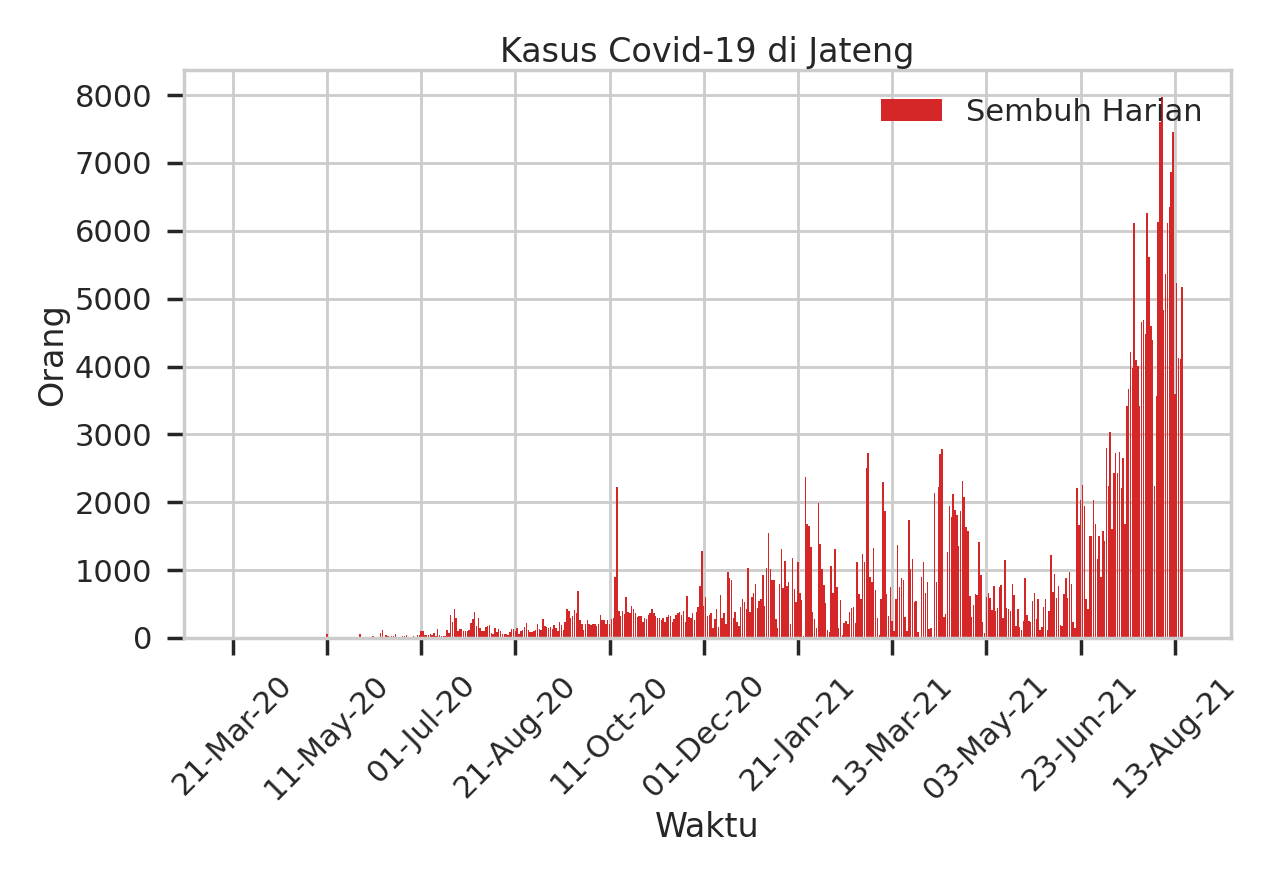 Kasus Covid-19 di Jateng
Sembuh Harian
8000
7000
6000
5000
4000
3000
2000
1000
0
Orang
21-Mar-20
11-May-20
01-Jul-20
21-Aug-20
11-Oct-20
01-Dec-20
21-Jan-21
13-Mar-21
03-May-21
23-Jun-21
13-Aug-21
Waktu